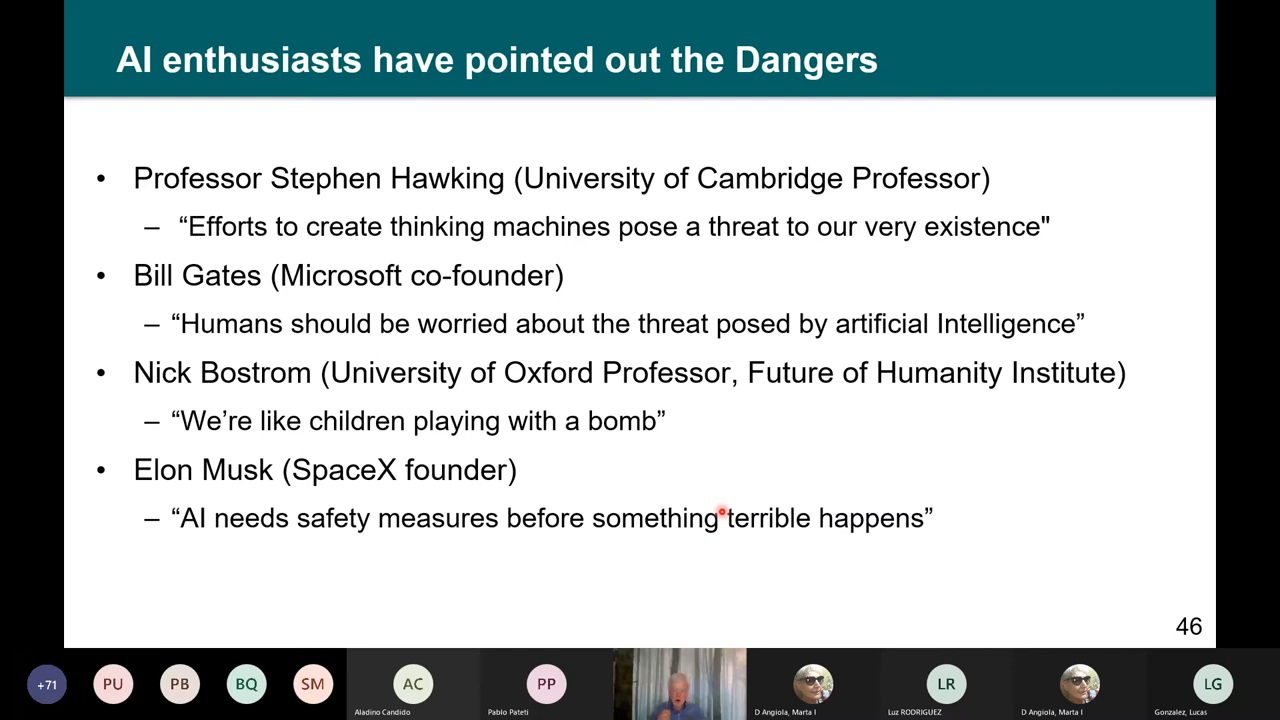 AI enthusiasts have pointed out the Dangers
• Professor Stephen Hawking (University of Cambridge Professor)
– “Efforts to create thinking machines pose a threat to our very existence"
• Bill Gates (Microsoft co-founder)
– “Humans should be worried about the threat posed by artificial Intelligence”
• Nick Bostrom (University of Oxford Professor, Future of Humanity Institute)
– “We’re like children playing with a bomb”
• Elon Musk (SpaceX founder)
– “AI needs safety measures before something terrible happens”
46
+71 PU PB BQ SM AC PP LR LG
Aladino Candido Pablo Pateti D Angiola, Marta I Luz RODRIGUEZ D Angiola, Marta I Gonzalez, Lucas